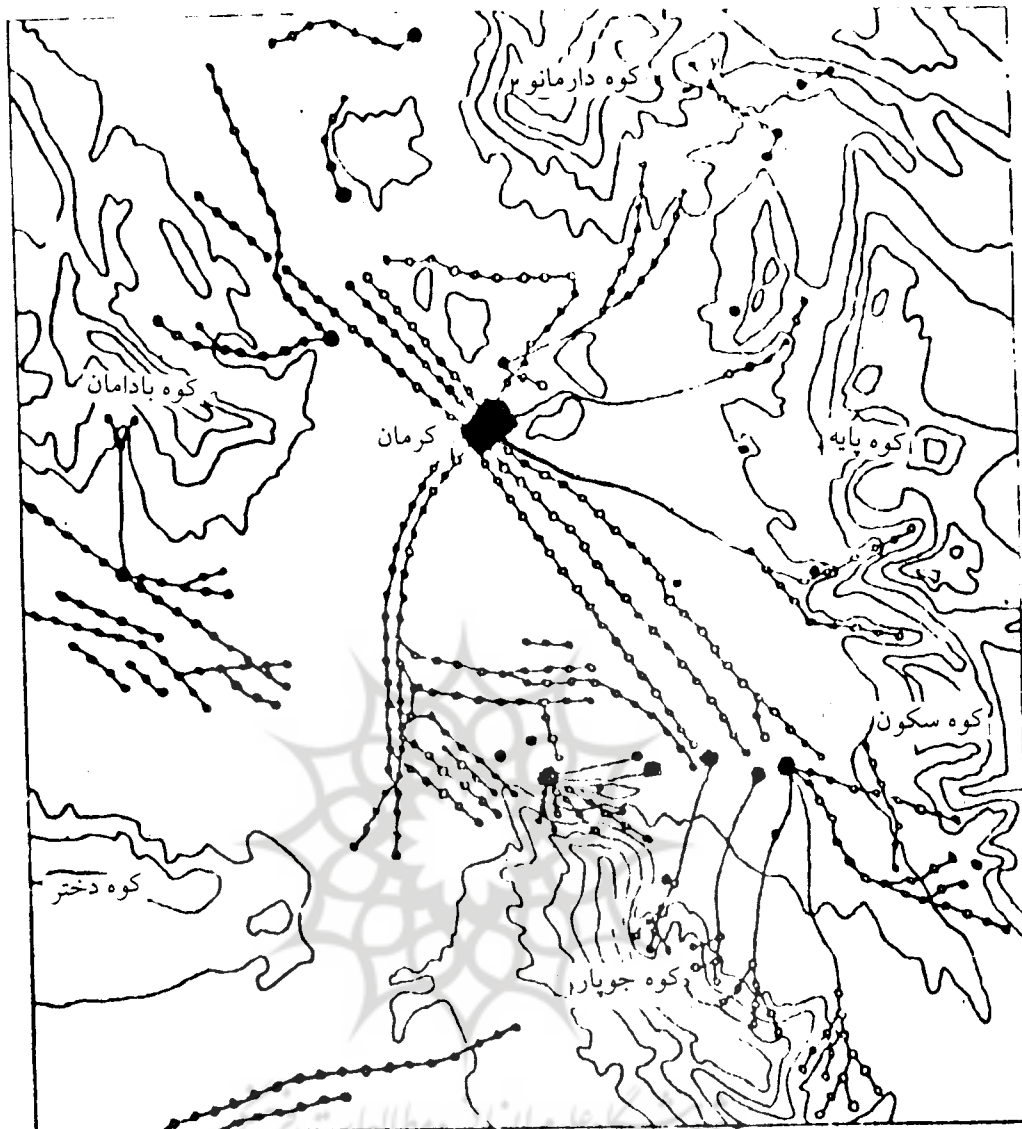 کوه دارمانو
کوه بادامان
کرمان
کوه پایه
کوه سکون
کوه دختر
کوه جوپار